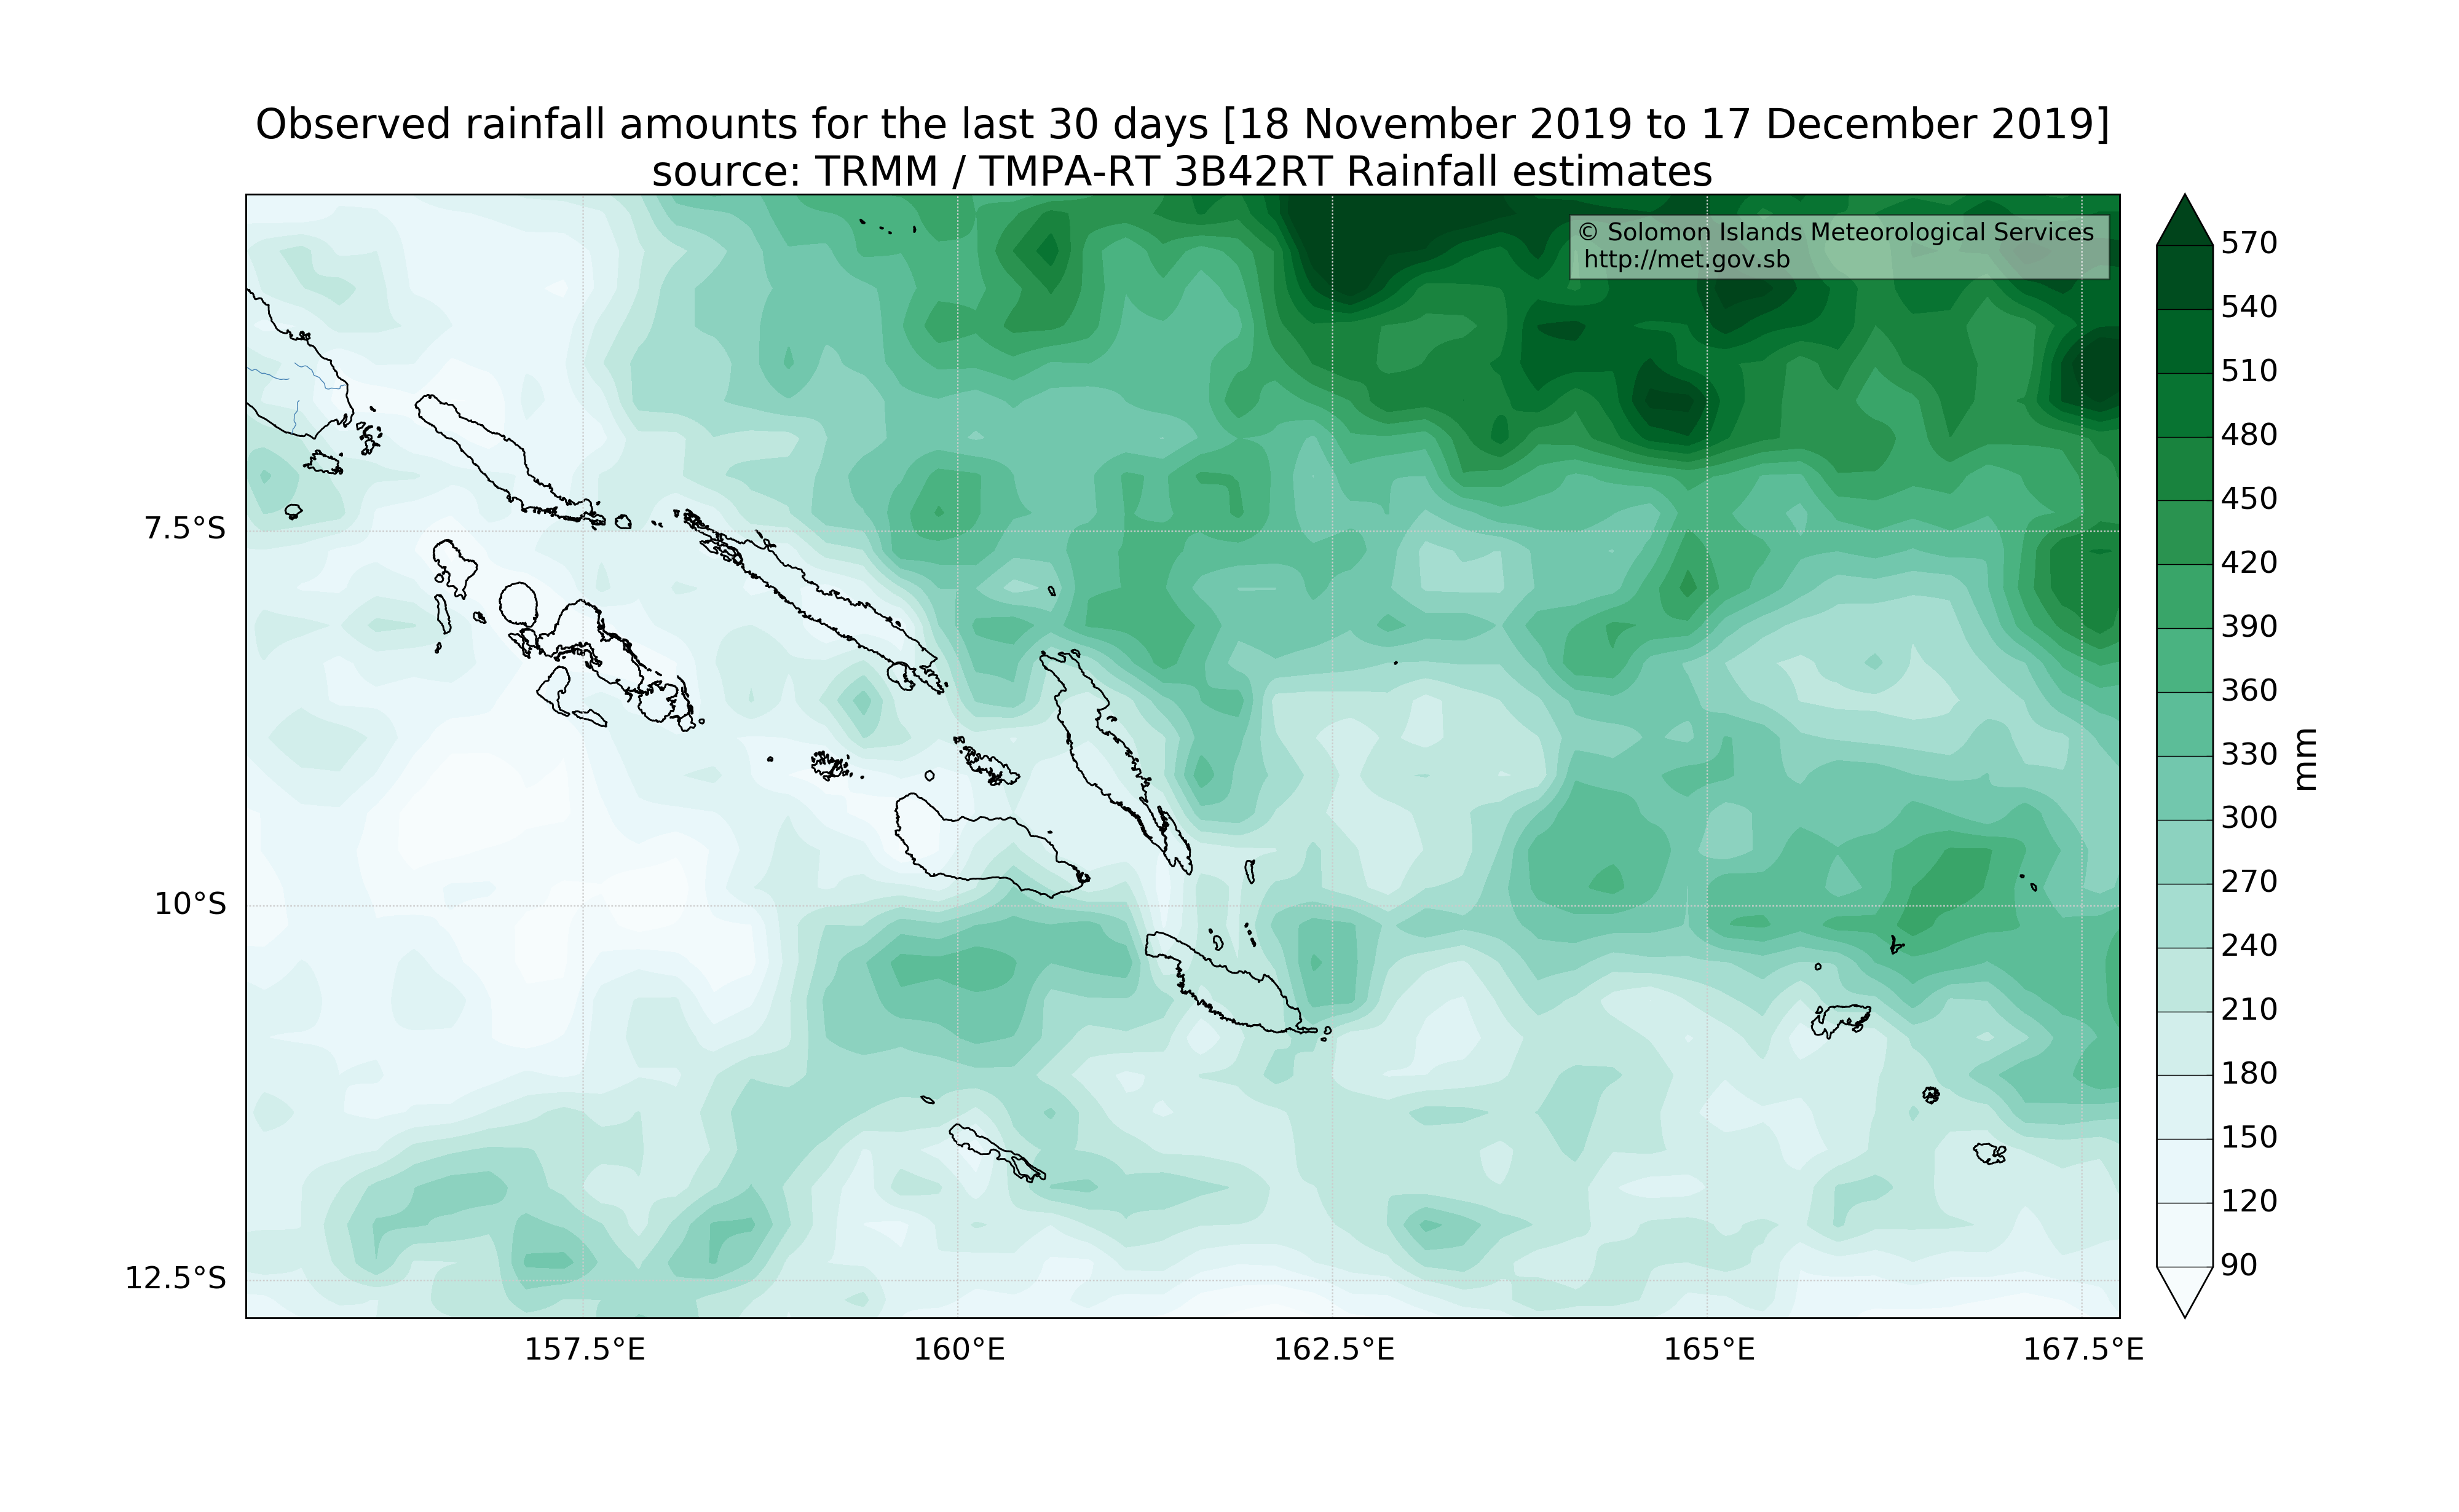 Observed rainfall amounts for the last 30 days [18 November 2019 to 17 December 2019]
source: TRMM / TMPA-RT 3B42RT Rainfall estimates
© Solomon Islands Meteorological Services
http://met.gov.sb
7.5°S
10°S
12.5°S
157.5°E
160°E
162.5°E
165°E
167.5°E
570
540
510
480
450
420
390
360
330
300
270
240
210
180
150
120
90
mm